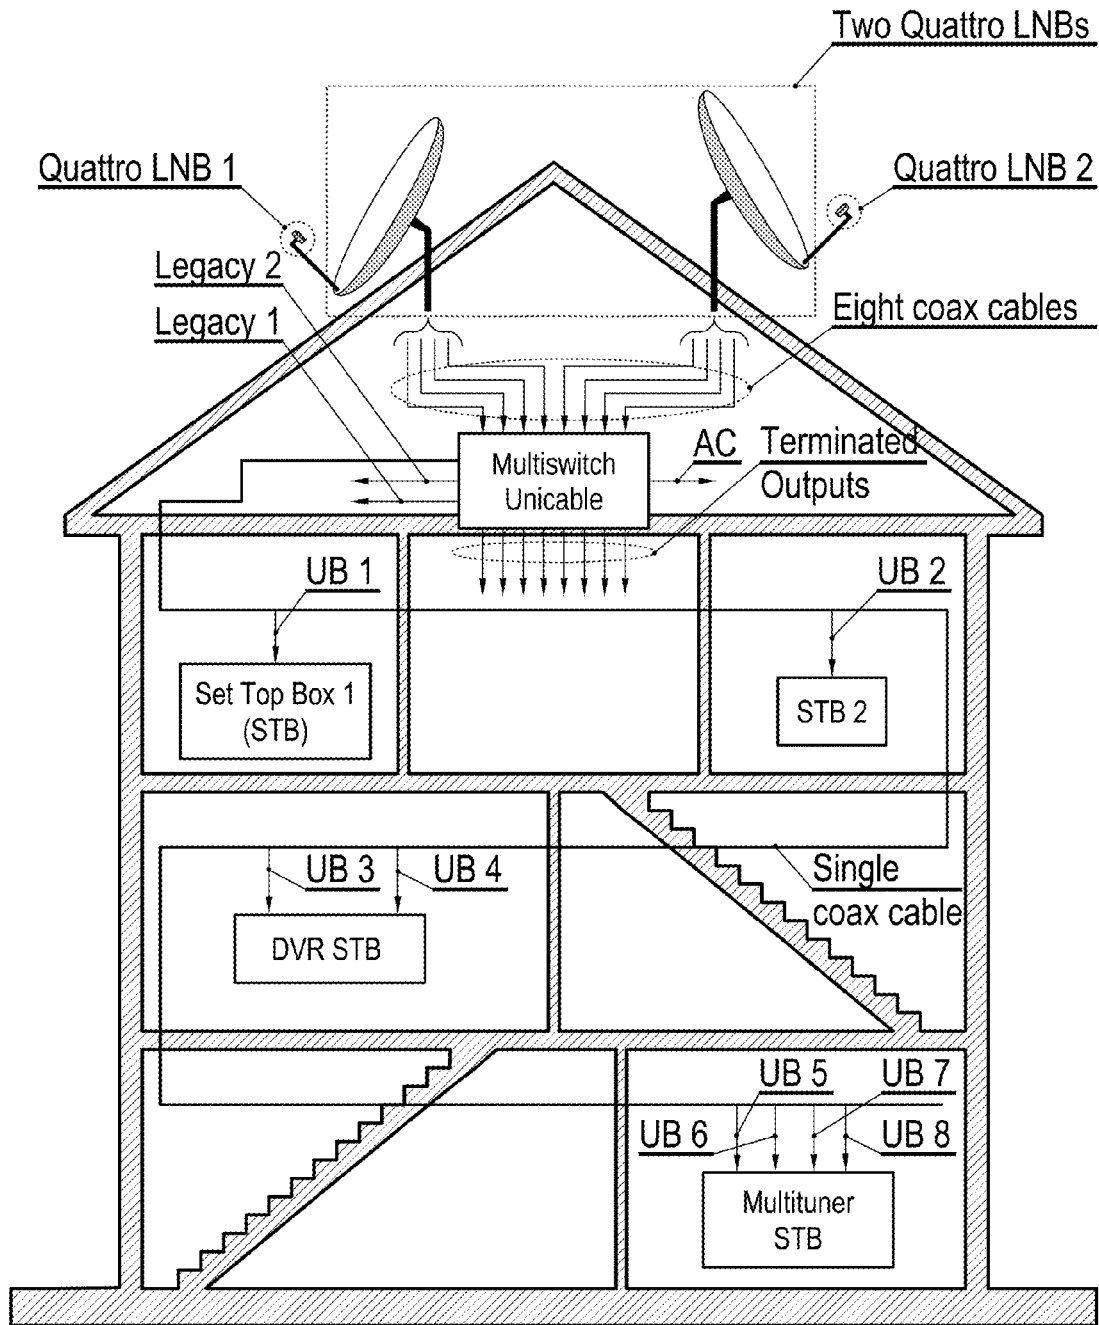 Two Quattro LNBs
Quattro LNB 1
Quattro LNB 2
Legacy 2
Legacy 1
Eight coax cables
Multiswitch
Unicable
AC
Terminated
Outputs
UB 1
UB 2
Set Top Box 1
(STB)
STB 2
UB 3
UB 4
Single
coax cable
DVR STB
UB 5
UB 7
UB 6
UB 8
Multituner
STB